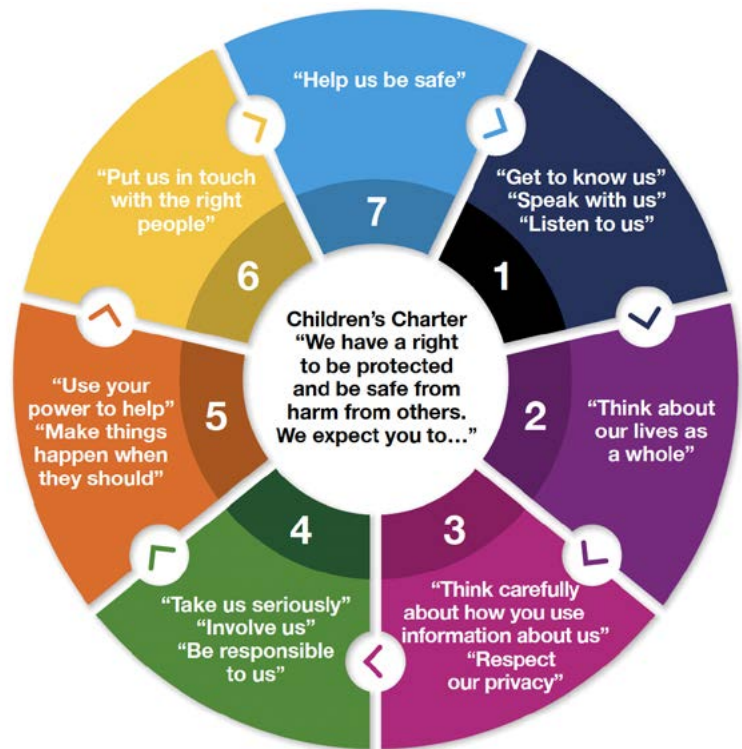 Children’s Charter
“We have a right
to be protected
and be safe from
harm from others.
We expect you to...”
1
“Get to know us”
“Speak with us”
“Listen to us”
2
“Think about
our lives as
a whole”
3
“Think carefully
about how you use
information about us”
“Respect
our privacy”
4
“Take us seriously”
“Involve us”
“Be responsible
to us”
5
“Use your
power to help”
“Make things
happen when
they should”
6
“Put us in touch
with the right
people”
7
“Help us be safe”